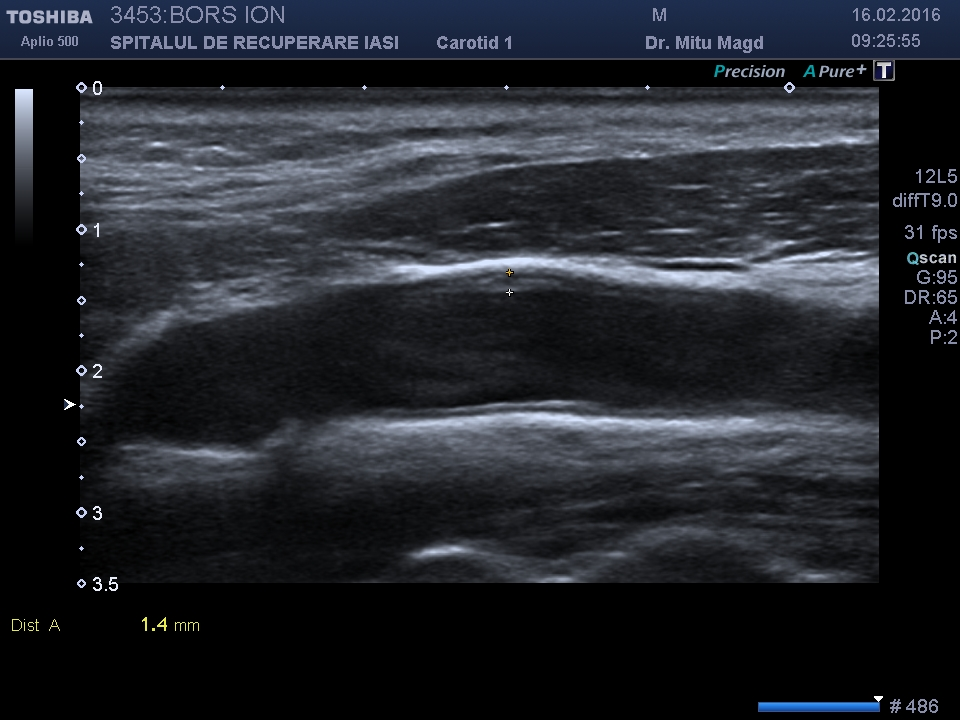 TOSHIBA 3453:BORS ION M 16.02.2016
Aplio 500 SPITALUL DE RECUPERARE IASI Carotid 1 Dr. Mitu Magd 09:25:55
Precision A Pure+ T
0
12L5
diffT9.0
1
31 fps
Qscan
G:95
DR:65
A:4
P:2
2
3
3.5
Dist A 1.4 mm
# 486